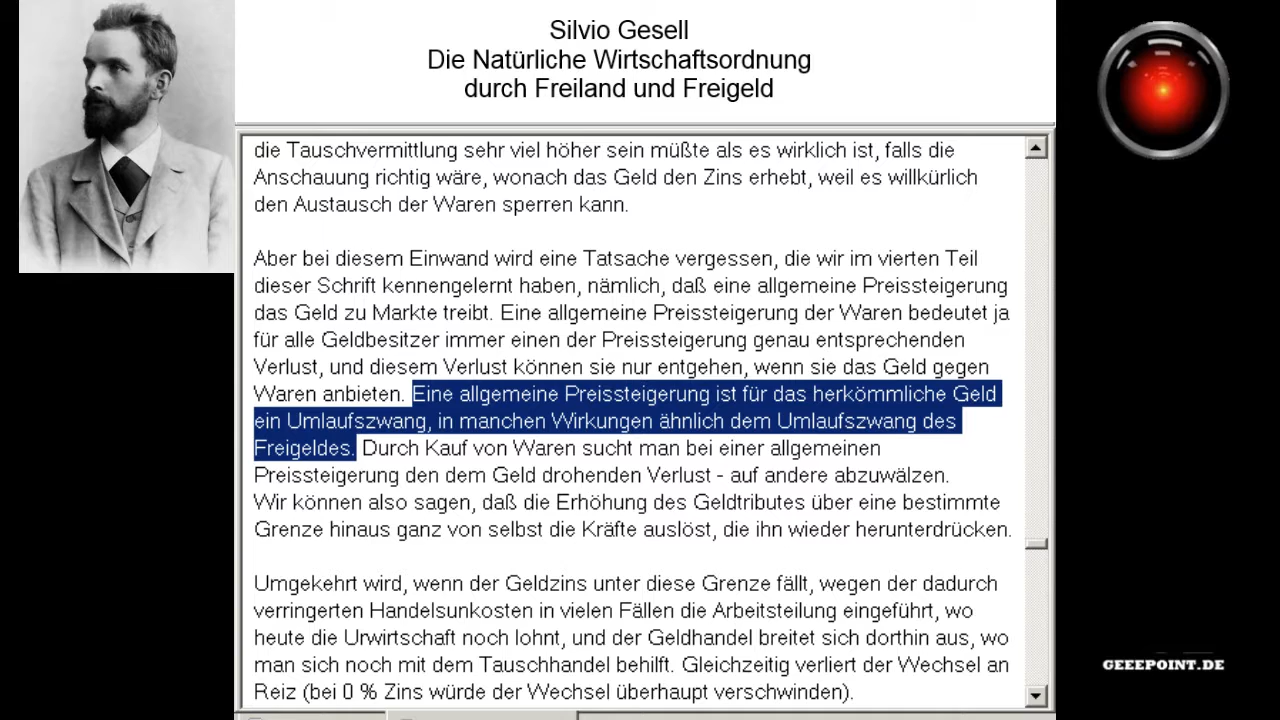 Silvio Gesell
Die Natürliche Wirtschaftsordnung
durch Freiland und Freigeld
die Tauschvermittlung sehr viel höher sein müßte als es wirklich ist, falls die
Anschauung richtig wäre, wonach das Geld den Zins erhebt, weil es willkürlich
den Austausch der Waren sperren kann.
Aber bei diesem Einwand wird eine Tatsache vergessen, die wir im vierten Teil
dieser Schrift kennengelernt haben, nämlich, daß eine allgemeine Preissteigerung
das Geld zu Markte treibt. Eine allgemeine Preissteigerung der Waren bedeutet ja
für alle Geldbesitzer immer einen der Preissteigerung genau entsprechenden
Verlust, und diesem Verlust können sie nur entgehen, wenn sie das Geld gegen
Waren anbieten. Eine allgemeine Preissteigerung ist für das herkömmliche Geld
ein Umlaufszwang, in manchen Wirkungen ähnlich dem Umlaufszwang des
Freigeldes. Durch Kauf von Waren sucht man bei einer allgemeinen
Preissteigerung den dem Geld drohenden Verlust - auf andere abzuwälzen.
Wir können also sagen, daß die Erhöhung des Geldtributes über eine bestimmte
Grenze hinaus ganz von selbst die Kräfte auslöst, die ihn wieder herunterdrücken.
Umgekehrt wird, wenn der Geldzins unter diese Grenze fällt, wegen der dadurch
verringerten Handelsunkosten in vielen Fällen die Arbeitsteilung eingeführt, wo
heute die Urwirtschaft noch lohnt, und der Geldhandel breitet sich dorthin aus, wo
man sich noch mit dem Tauschhandel behilft. Gleichzeitig verliert der Wechsel an
Reiz (bei 0 % Zins würde der Wechsel überhaupt verschwinden).
GEEEPOINT.DE